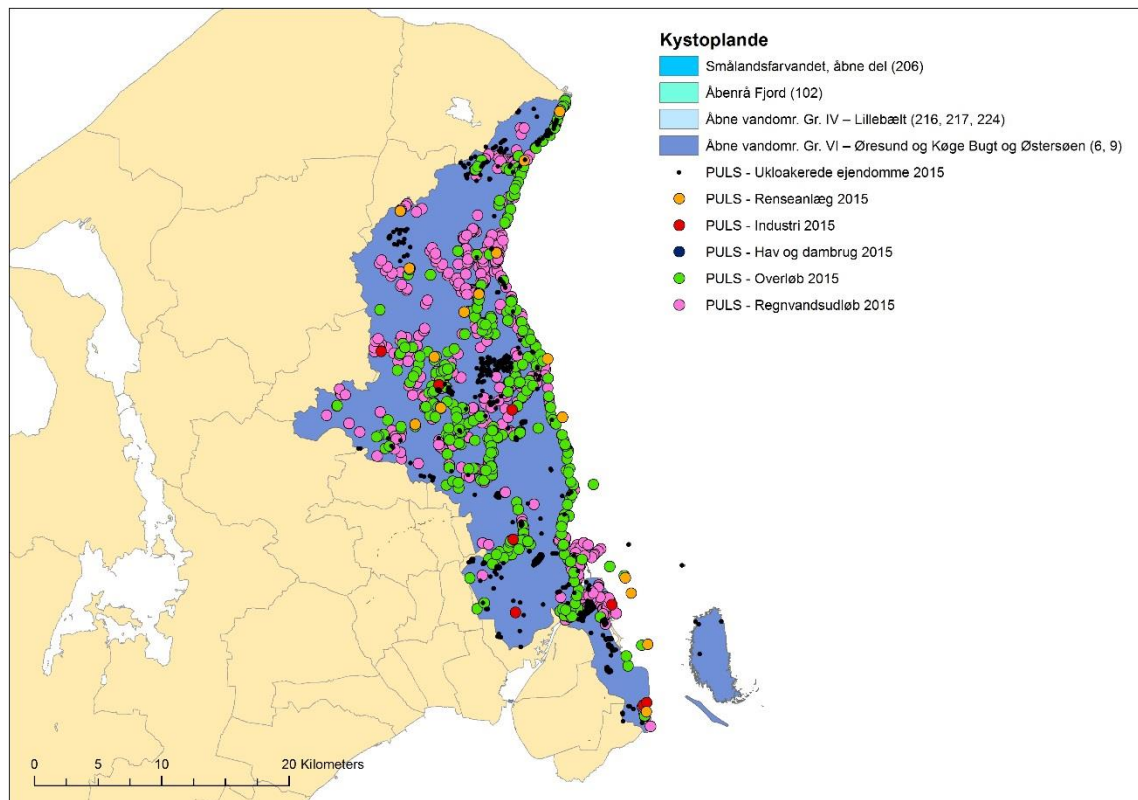 Kystoplande
Smålandsfarvandet, åbne del (206)
Åbenrå Fjord (102)
Åbne vandomr. Gr. IV – Lillebælt (216, 217, 224)
Åbne vandomr. Gr. VI – Øresund og Køge Bugt og Østersøen (6, 9)
PULS - Ukloakerede ejendomme 2015
PULS - Renseanlæg 2015
PULS - Industri 2015
PULS - Hav og dambrug 2015
PULS - Overløb 2015
PULS - Regnvandsudløb 2015
0 5 10 20 Kilometers